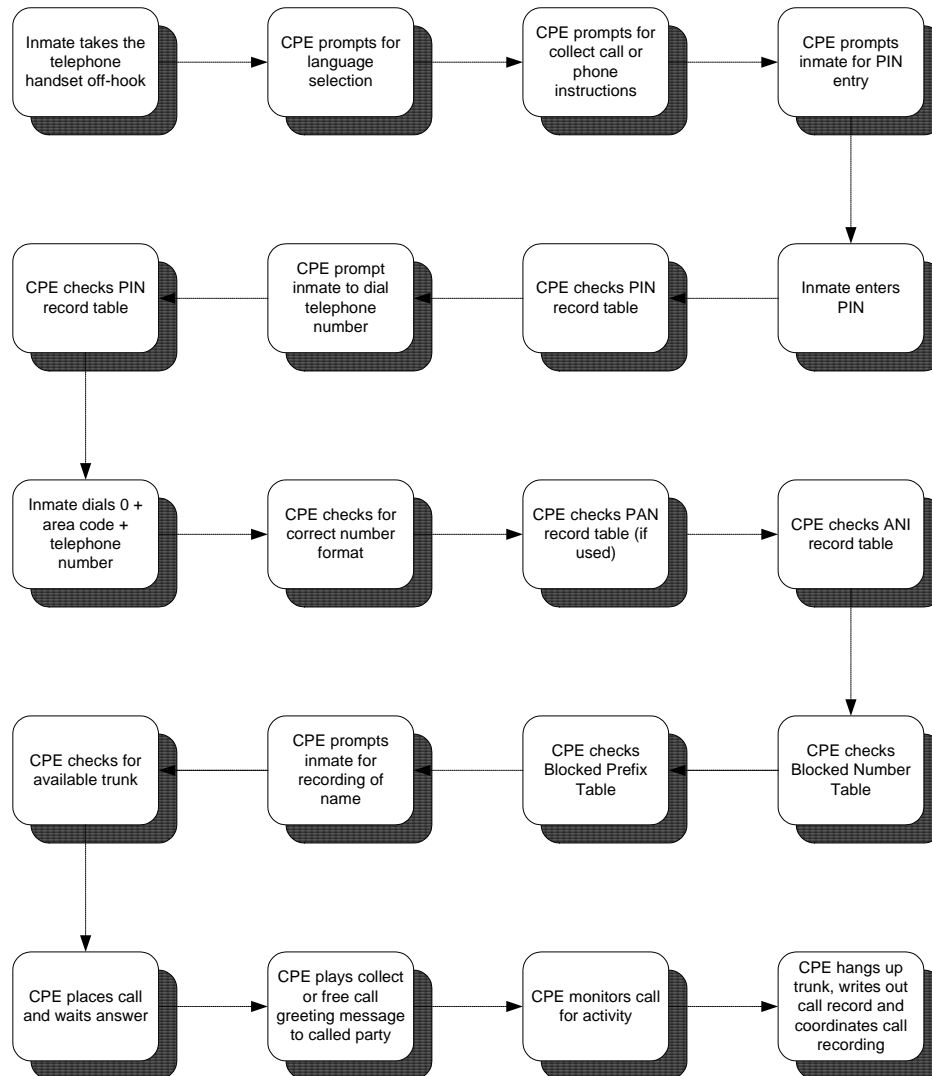 Inmate takes the
telephone
handset off-hook
CPE prompts for
language
selection
CPE prompts for
collect call or
phone
instructions
CPE prompts
inmate for PIN
entry
Inmate enters
PIN
CPE checks PIN
record table
CPE prompt
inmate to dial
telephone
number
CPE checks PIN
record table
Inmate dials 0 +
area code +
telephone
number
CPE checks for
correct number
format
CPE checks PAN
record table (if
used)
CPE checks ANI
record table
CPE checks
Blocked Number
Table
CPE checks
Blocked Prefix
Table
CPE prompts
inmate for
recording of
name
CPE checks for
available trunk
CPE places call
and waits answer
CPE plays collect
or free call
greeting message
to called party
CPE monitors call
for activity
CPE hangs up
trunk, writes out
call record and
coordinates call
recording